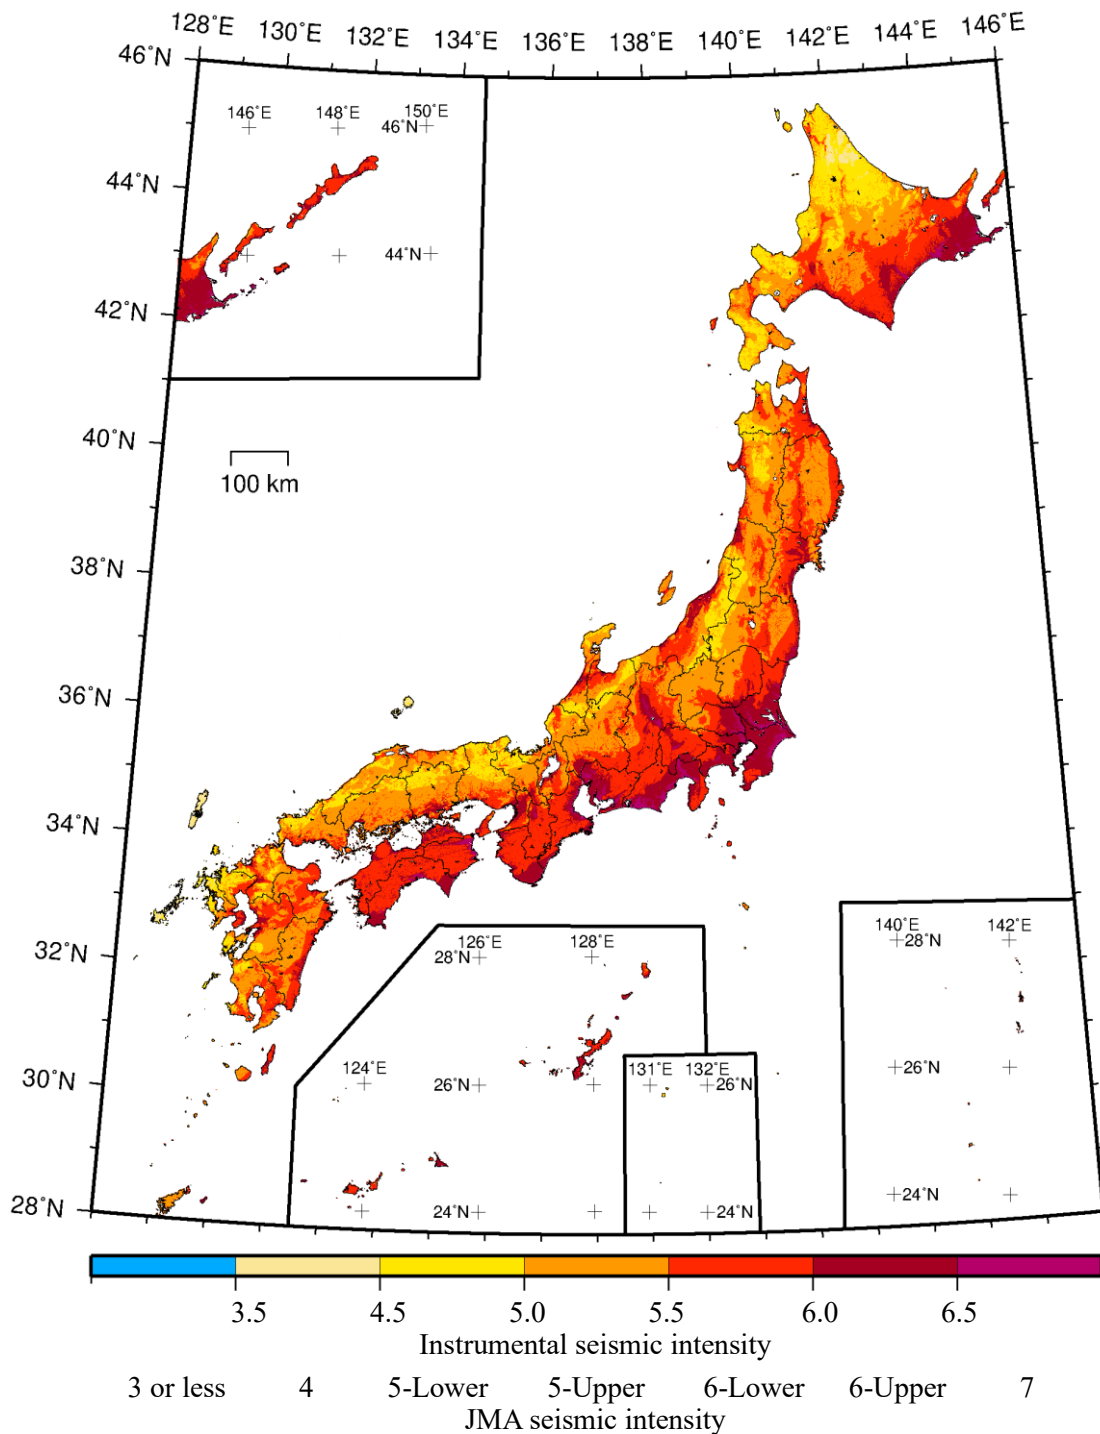 128°E 130°E 132°E 134°E 136°E 138°E 140°E 142°E 144°E 146°E
46°N
146°E 148°E 150°E
46°N
44°N
44°N
42°N
40°N
100 km
38°N
36°N
34°N
32°N
126°E 128°E
28°N
140°E 142°E
28°N
124°E
26°N
131°E 132°E
26°N
26°N
30°N
24°N
24°N
24°N
28°N
3.5 4.5 5.0 5.5 6.0 6.5
Instrumental seismic intensity
3 or less 4 5-Lower 5-Upper 6-Lower 6-Upper 7
JMA seismic intensity